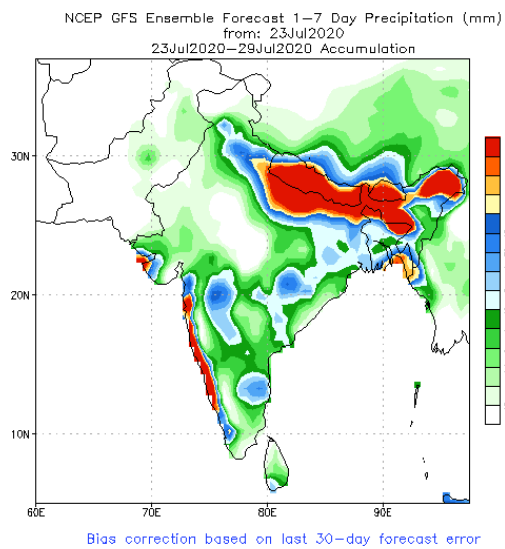 NCEP GFS Ensemble Forecast 1-7 Day Precipitation (mm)
from: 23Jul2020
23Jul2020-29Jul2020 Accumulation
30N
20N
10N
60E
70E
80E
90E
Bias correction based on last 30-day forecast error